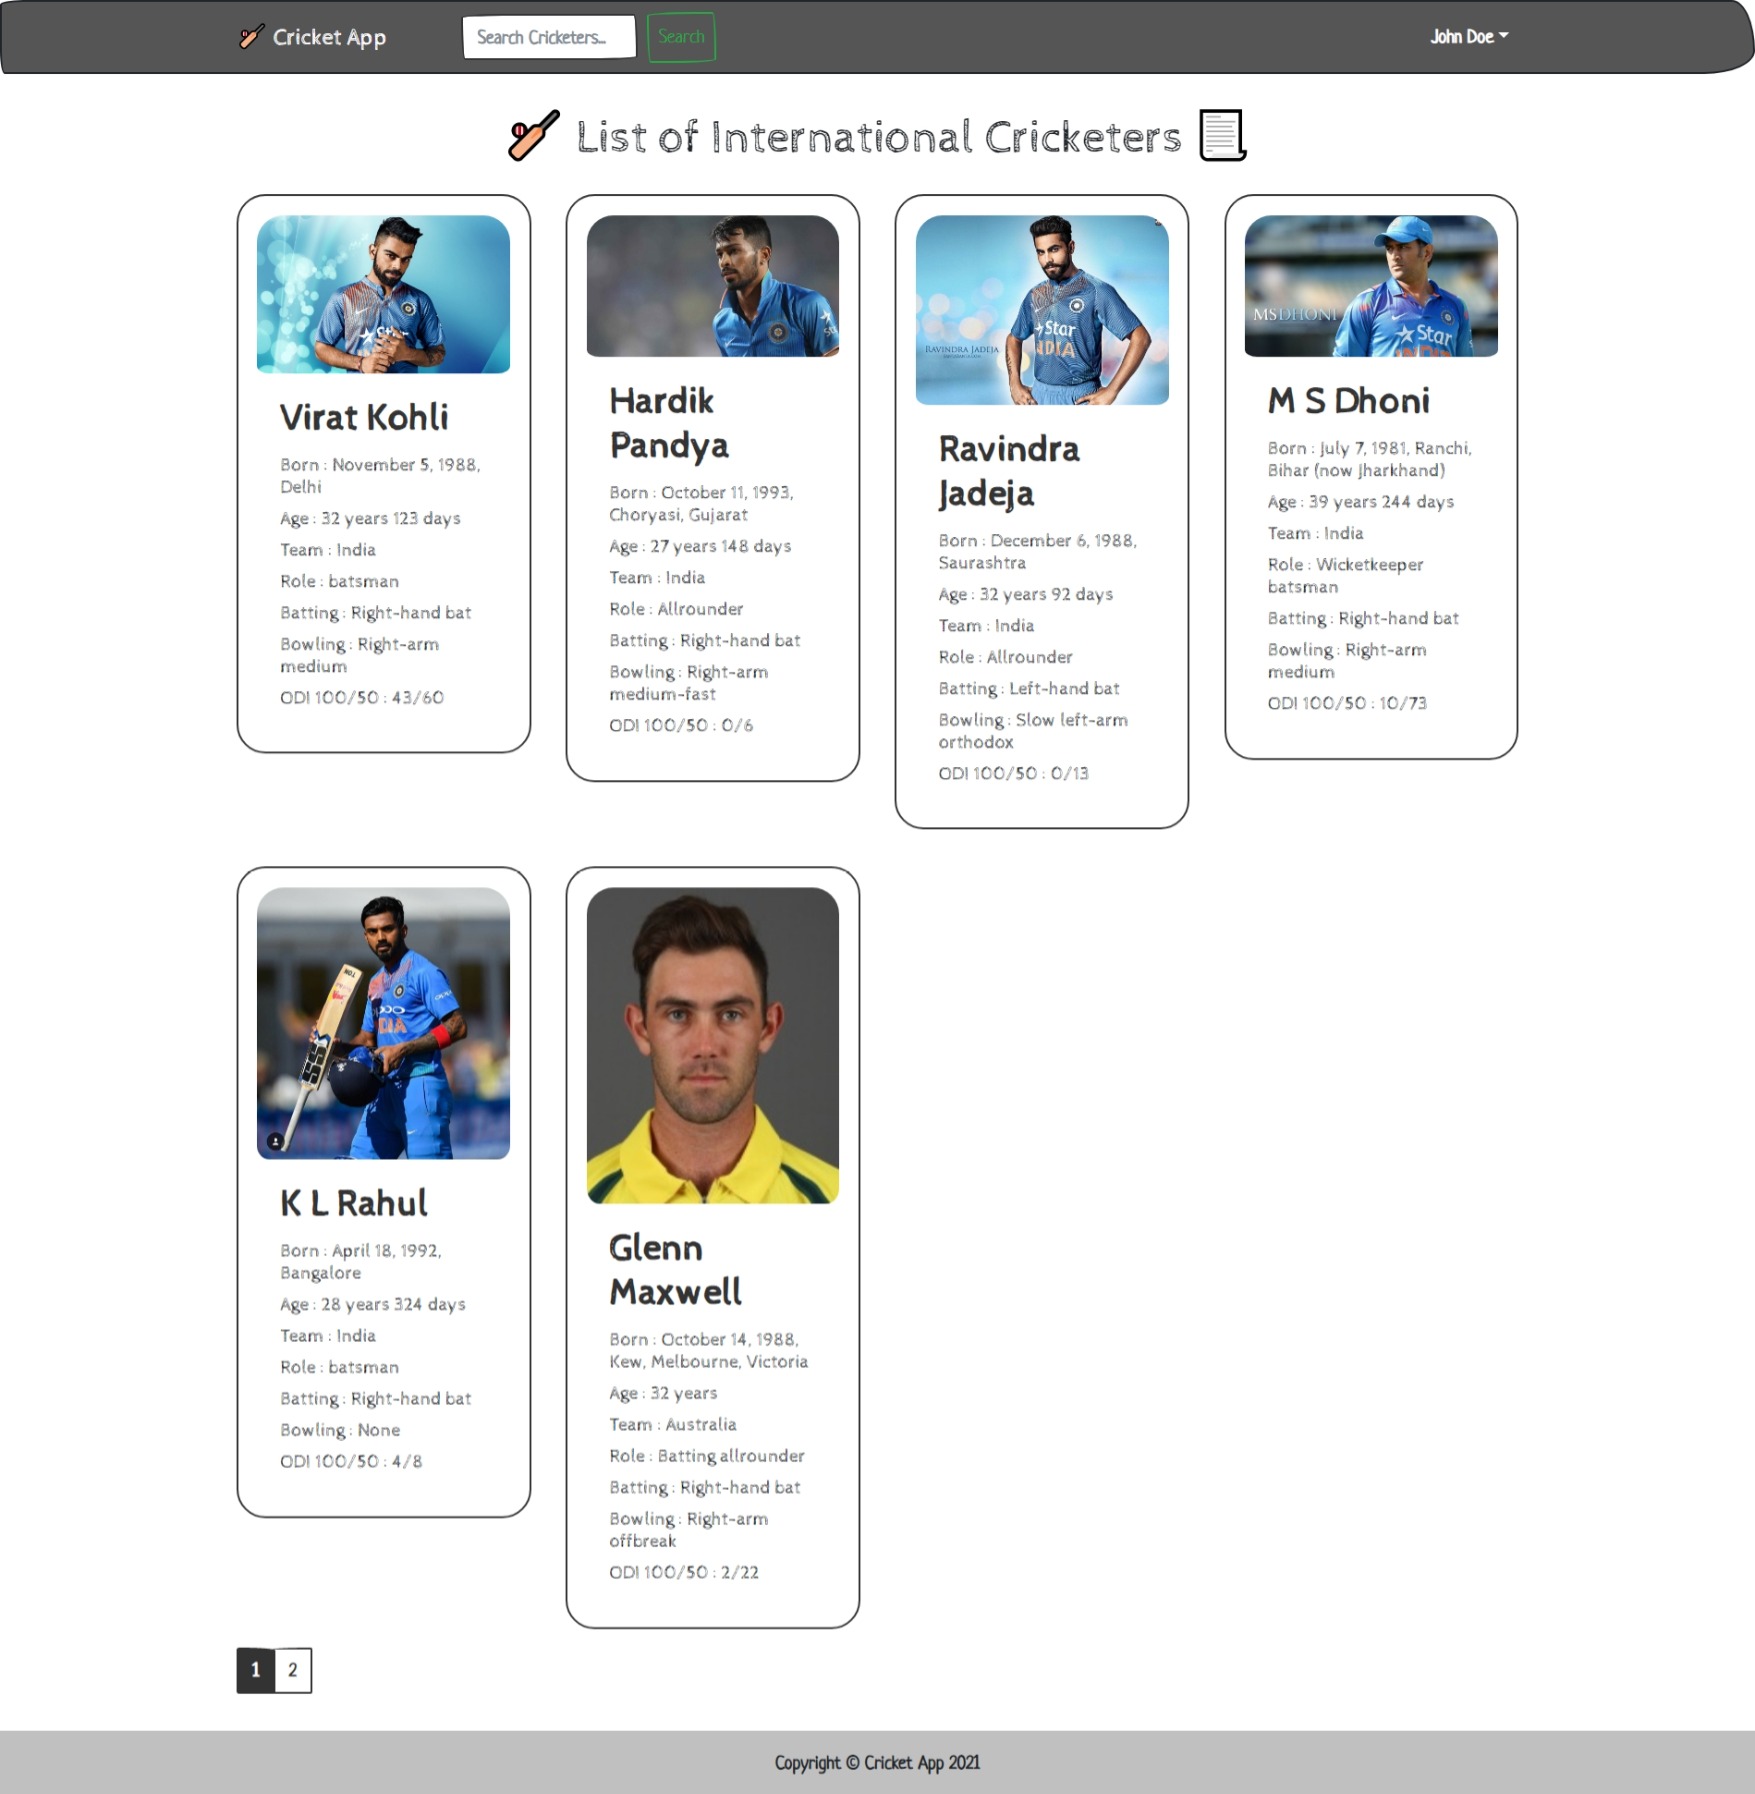 Cricket App
Search Cricketers...
Search
John Doe
List of International Cricketers
Star
Virat Kohli
Born : November 5, 1988,
Delhi
Age : 32 years 123 days
Team : India
Role : batsman
Batting : Right-hand bat
Bowling : Right-arm
medium
ODI 100/50 : 43/60
Hardik
Pandya
Born : October 11, 1993,
Choryasi, Gujarat
Age : 27 years 148 days
Team : India
Role : Allrounder
Batting : Right-hand bat
Bowling : Right-arm
medium-fast
ODI 100/50 : 0/6
Star
INDIA
RAVINDRA JADEJA
Ravindra
Jadeja
Born : December 6, 1988,
Saurashtra
Age : 32 years 92 days
Team : India
Role : Allrounder
Batting : Left-hand bat
Bowling : Slow left-arm
orthodox
ODI 100/50 : 0/13
MSDHONI
Star
M S Dhoni
Born : July 7, 1981, Ranchi,
Bihar (now Jharkhand)
Age : 39 years 244 days
Team : India
Role : Wicketkeeper
batsman
Batting : Right-hand bat
Bowling : Right-arm
medium
ODI 100/50 : 10/73
K L Rahul
Born : April 18, 1992,
Bangalore
Age : 28 years 324 days
Team : India
Role : batsman
Batting : Right-hand bat
Bowling : None
ODI 100/50 : 4/8
Glenn
Maxwell
Born : October 14, 1988,
Kew, Melbourne, Victoria
Age : 32 years
Team : Australia
Role : Batting allrounder
Batting : Right-hand bat
Bowling : Right-arm
offbreak
ODI 100/50 : 2/22
1 2
Copyright © Cricket App 2021